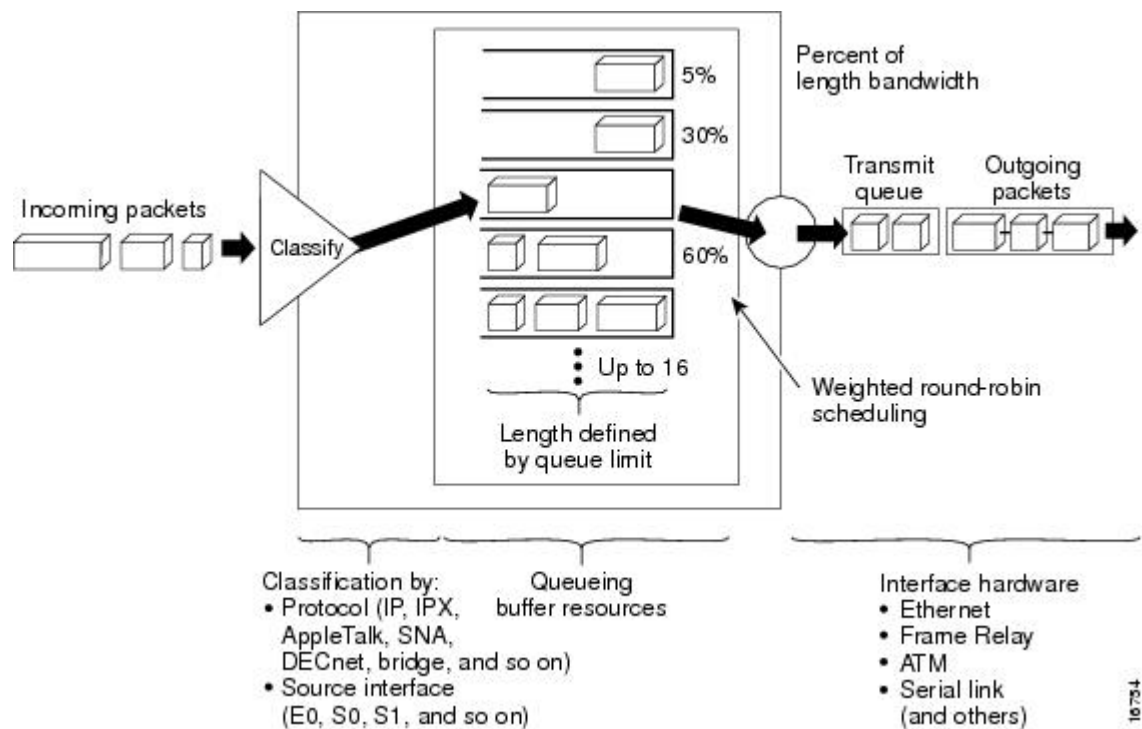 Percent of
length bandwidth
5%
30%
Transmit
queue
Outgoing
packets
Incoming packets
Classify
60%
Up to 16
Weighted round-robin
scheduling
Length defined
by queue limit
Classification by:
• Protocol (IP, IPX,
AppleTalk, SNA,
DECnet, bridge, and so on)
• Source interface
(E0, S0, S1, and so on)
Queueing
buffer resources
Interface hardware
• Ethernet
• Frame Relay
• ATM
• Serial link
(and others)
16754